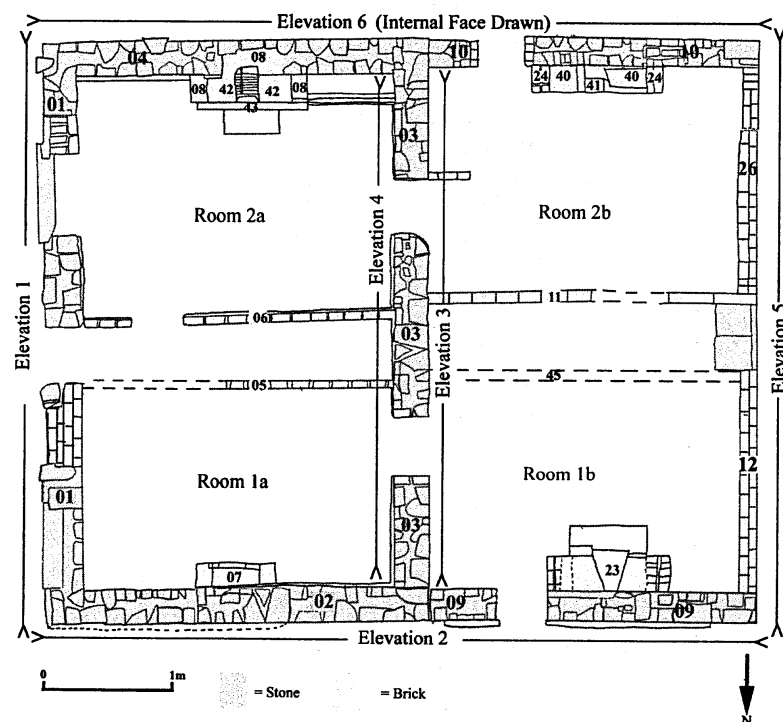 Elevation 6 (Internal Face Drawn)
04 08 10 10
08 42 42 08 24 40 40 24
43 41
01
03
26
Room 2a
Room 2b
Elevation 1
Elevation 4
Elevation 3
Elevation 5
06 11
03
05 45
Room 1a
Room 1b
01 12
03
07 23
02 09 09
Elevation 2
0 1m
= Stone = Brick
N